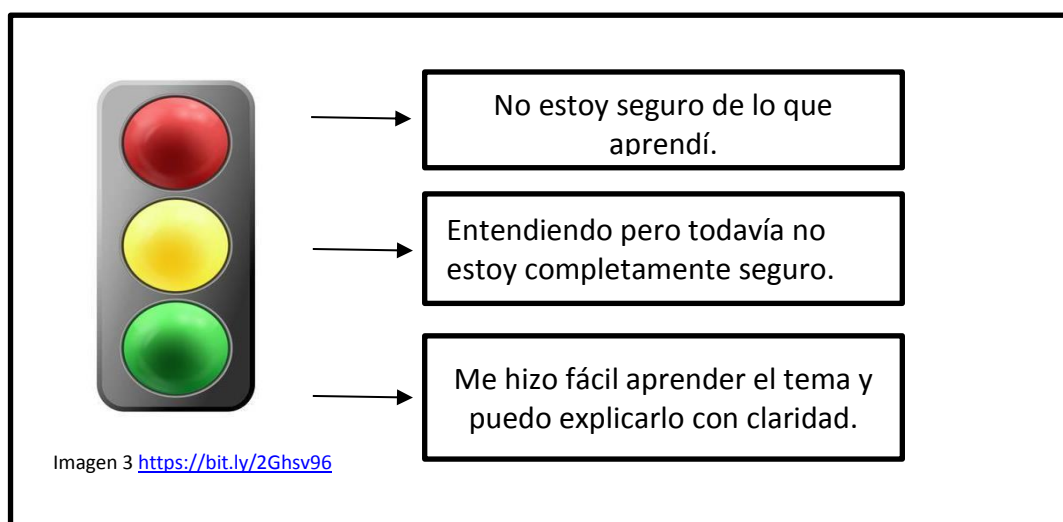 No estoy seguro de lo que
aprendí.
Entendiendo pero todavía no
estoy completamente seguro.
Me hizo fácil aprender el tema y
puedo explicarlo con claridad.
Imagen 3 https://bit.ly/2Ghsv96